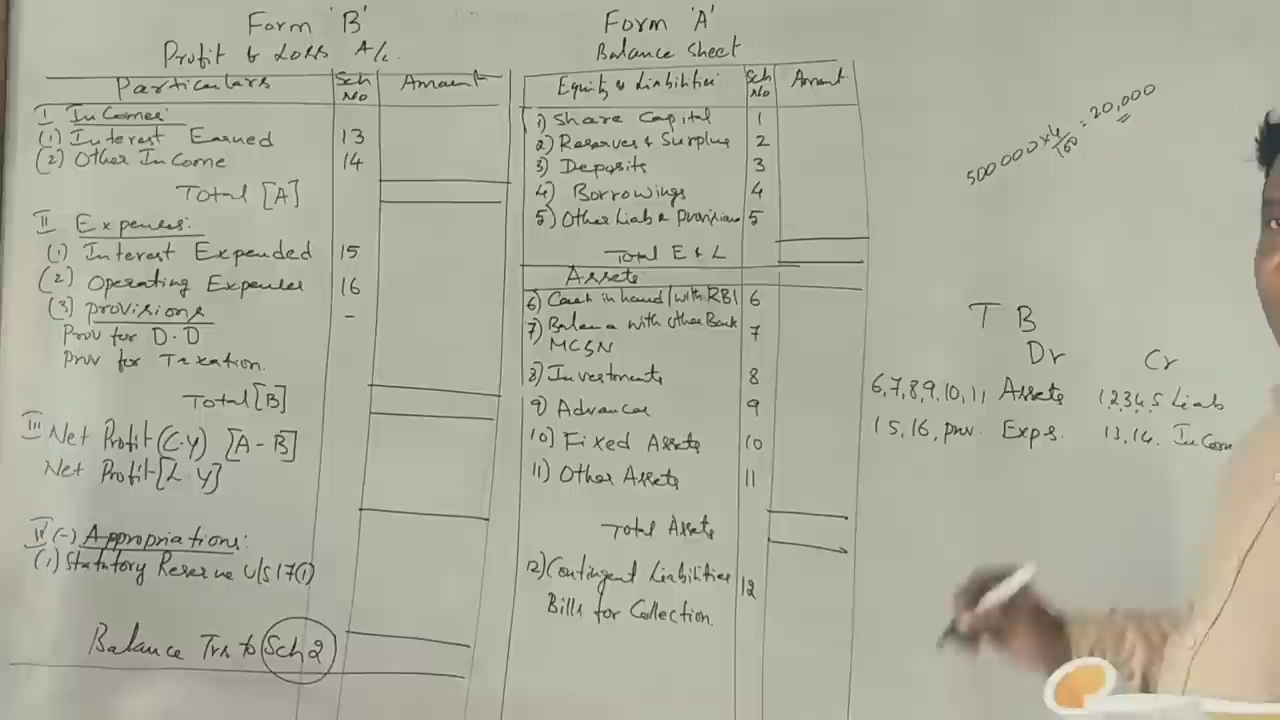 Form 'B'
Profit & Loss A/c.
Particulars Sch No Amount
I Incomes
(1) Interest Earned 13
(2) Other Income 14
Total [A]
II Expenses:
(1) Interest Expended 15
(2) Operating Expenses 16
(3) provisions -
Prov for D.D
Prov for Taxation.
Total [B]
III Net Profit (C.Y) [A-B]
Net Profit [L.Y]
IV (-) Appropriations:
(1) Statutory Reserve U/S 17(1)
Balance Trs to Sch 2
Form 'A'
Balance Sheet
Equity & Liabilities Sch No Amount
1) Share Capital 1
2) Reserves & Surplus 2
3) Deposits 3
4) Borrowings 4
5) Other Liab & Provisions 5
Total E & L
Assets
6) Cash in hand / with RBI 6
7) Balance with other Bank 7
MCSN
8) Investments 8
9) Advances 9
10) Fixed Assets 10
11) Other Assets 11
Total Assets
12) Contingent Liabilities 12
Bills for Collection.
500000 × 4/100 = 20,000
TB
Dr Cr
6,7,8,9,10,11 Assets 1,2,3,4,5 Liab
15,16, prov. Exps. 13,14. Income